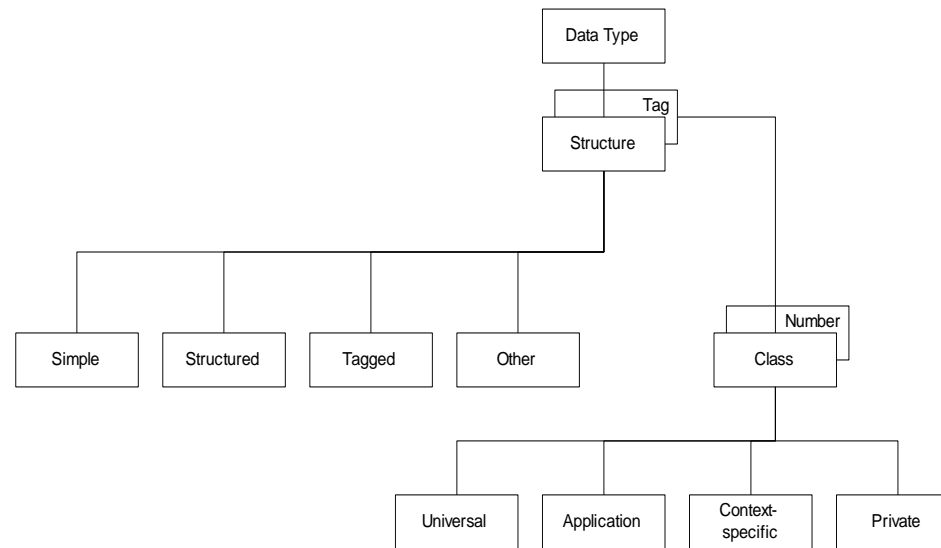 Data Type
Tag
Structure
Number
Simple
Structured
Tagged
Other
Class
Context-
specific
Universal
Application
Private